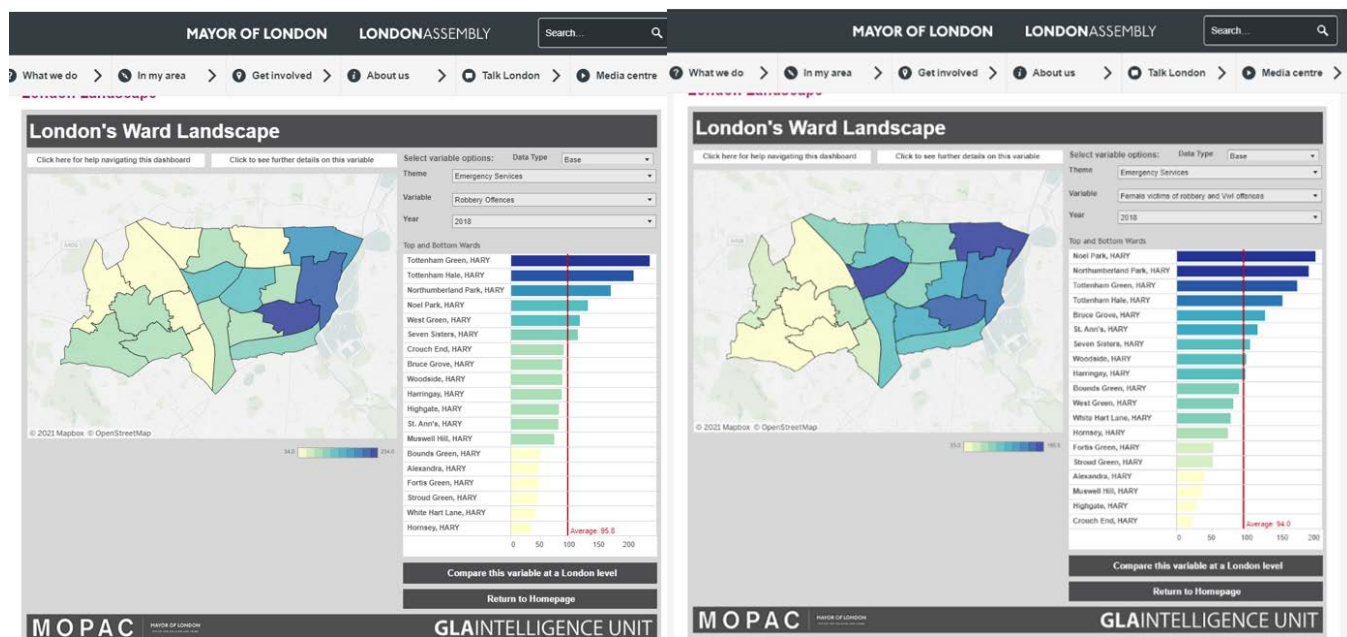 MAYOR OF LONDON LONDONASSEMBLY Search...
What we do In my area Get involved About us Talk London Media centre
London Landscape
London's Ward Landscape
Click here for help navigating this dashboard Click to see further details on this variable
Select variable options: Data Type Base
Theme Emergency Services
Variable Robbery Offences
Year 2018
Top and Bottom Wards
Tottenham Green, HARY
Tottenham Hale, HARY
Northumberland Park, HARY
Noel Park, HARY
West Green, HARY
Seven Sisters, HARY
Crouch End, HARY
Bruce Grove, HARY
Woodside, HARY
Harringay, HARY
Highgate, HARY
St. Ann's, HARY
Muswell Hill, HARY
Bounds Green, HARY
Alexandra, HARY
Fortis Green, HARY
Stroud Green, HARY
White Hart Lane, HARY
Hornsey, HARY
Average: 95.6
0 50 100 150 200
© 2021 Mapbox © OpenStreetMap
34.0 234.0
Compare this variable at a London level
Return to Homepage
MOPAC MAYOR OF LONDON
GLAINTELLIGENCE UNIT
MAYOR OF LONDON LONDONASSEMBLY Search...
What we do In my area Get involved About us Talk London Media centre
London Landscape
London's Ward Landscape
Click here for help navigating this dashboard Click to see further details on this variable
Select variable options: Data Type Base
Theme Emergency Services
Variable Female victims of robbery and VwI offences
Year 2018
Top and Bottom Wards
Noel Park, HARY
Northumberland Park, HARY
Tottenham Green, HARY
Tottenham Hale, HARY
Bruce Grove, HARY
St. Ann's, HARY
Seven Sisters, HARY
Woodside, HARY
Harringay, HARY
Bounds Green, HARY
West Green, HARY
White Hart Lane, HARY
Hornsey, HARY
Fortis Green, HARY
Stroud Green, HARY
Alexandra, HARY
Muswell Hill, HARY
Highgate, HARY
Crouch End, HARY
Average: 94.0
0 50 100 150 200
© 2021 Mapbox © OpenStreetMap
Compare this variable at a London level
Return to Homepage
MOPAC MAYOR OF LONDON
GLAINTELLIGENCE UNIT